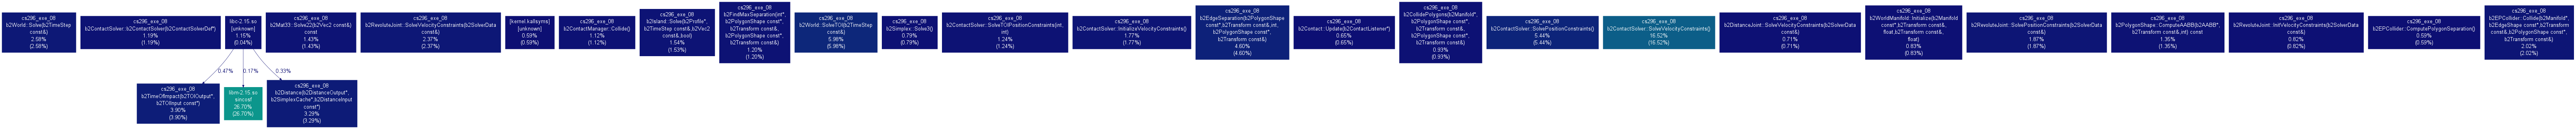 cs296_exe_08
b2World::Solve(b2TimeStep
const&)
2.58%
(2.58%)
cs296_exe_08
b2ContactSolver::b2ContactSolver(b2ContactSolverDef*)
1.19%
(1.19%)
libc-2.15.so
[unknown]
1.15%
(0.04%)
cs296_exe_08
b2Mat33::Solve22(b2Vec2 const&)
const
1.43%
(1.43%)
cs296_exe_08
b2RevoluteJoint::SolveVelocityConstraints(b2SolverData
const&)
2.37%
(2.37%)
[kernel.kallsyms]
[unknown]
0.59%
(0.59%)
cs296_exe_08
b2ContactManager::Collide()
1.12%
(1.12%)
cs296_exe_08
b2Island::Solve(b2Profile*,
b2TimeStep const&,b2Vec2
const&,bool)
1.54%
(1.53%)
cs296_exe_08
b2FindMaxSeparation(int*,
b2PolygonShape const*,
b2Transform const&,
b2PolygonShape const*,
b2Transform const&)
1.20%
(1.20%)
cs296_exe_08
b2World::SolveTOI(b2TimeStep
const&)
5.98%
(5.98%)
cs296_exe_08
b2Simplex::Solve3()
0.79%
(0.79%)
cs296_exe_08
b2ContactSolver::SolveTOIPositionConstraints(int,
int)
1.24%
(1.24%)
cs296_exe_08
b2ContactSolver::InitializeVelocityConstraints()
1.77%
(1.77%)
cs296_exe_08
b2EdgeSeparation(b2PolygonShape
const*,b2Transform const&,int,
b2PolygonShape const*,
b2Transform const&)
4.60%
(4.60%)
cs296_exe_08
b2Contact::Update(b2ContactListener*)
0.65%
(0.65%)
cs296_exe_08
b2CollidePolygons(b2Manifold*,
b2PolygonShape const*,
b2Transform const&,
b2PolygonShape const*,
b2Transform const&)
0.93%
(0.93%)
cs296_exe_08
b2ContactSolver::SolvePositionConstraints()
5.44%
(5.44%)
cs296_exe_08
b2ContactSolver::SolveVelocityConstraints()
16.52%
(16.52%)
cs296_exe_08
b2DistanceJoint::SolveVelocityConstraints(b2SolverData
const&)
0.71%
(0.71%)
cs296_exe_08
b2WorldManifold::Initialize(b2Manifold
const*,b2Transform const&,
float,b2Transform const&,
float)
0.83%
(0.83%)
cs296_exe_08
b2RevoluteJoint::SolvePositionConstraints(b2SolverData
const&)
1.87%
(1.87%)
cs296_exe_08
b2PolygonShape::ComputeAABB(b2AABB*,
b2Transform const&,int) const
1.35%
(1.35%)
cs296_exe_08
b2RevoluteJoint::InitVelocityConstraints(b2SolverData
const&)
0.82%
(0.82%)
cs296_exe_08
b2EPCollider::ComputePolygonSeparation()
0.59%
(0.59%)
cs296_exe_08
b2EPCollider::Collide(b2Manifold*,
b2EdgeShape const*,b2Transform
const&,b2PolygonShape const*,
b2Transform const&)
2.02%
(2.02%)
0.47%
0.17%
0.33%
cs296_exe_08
b2TimeOfImpact(b2TOIOutput*,
b2TOIInput const*)
3.90%
(3.90%)
libm-2.15.so
sincosf
26.70%
(26.70%)
cs296_exe_08
b2Distance(b2DistanceOutput*,
b2SimplexCache*,b2DistanceInput
const*)
3.29%
(3.29%)